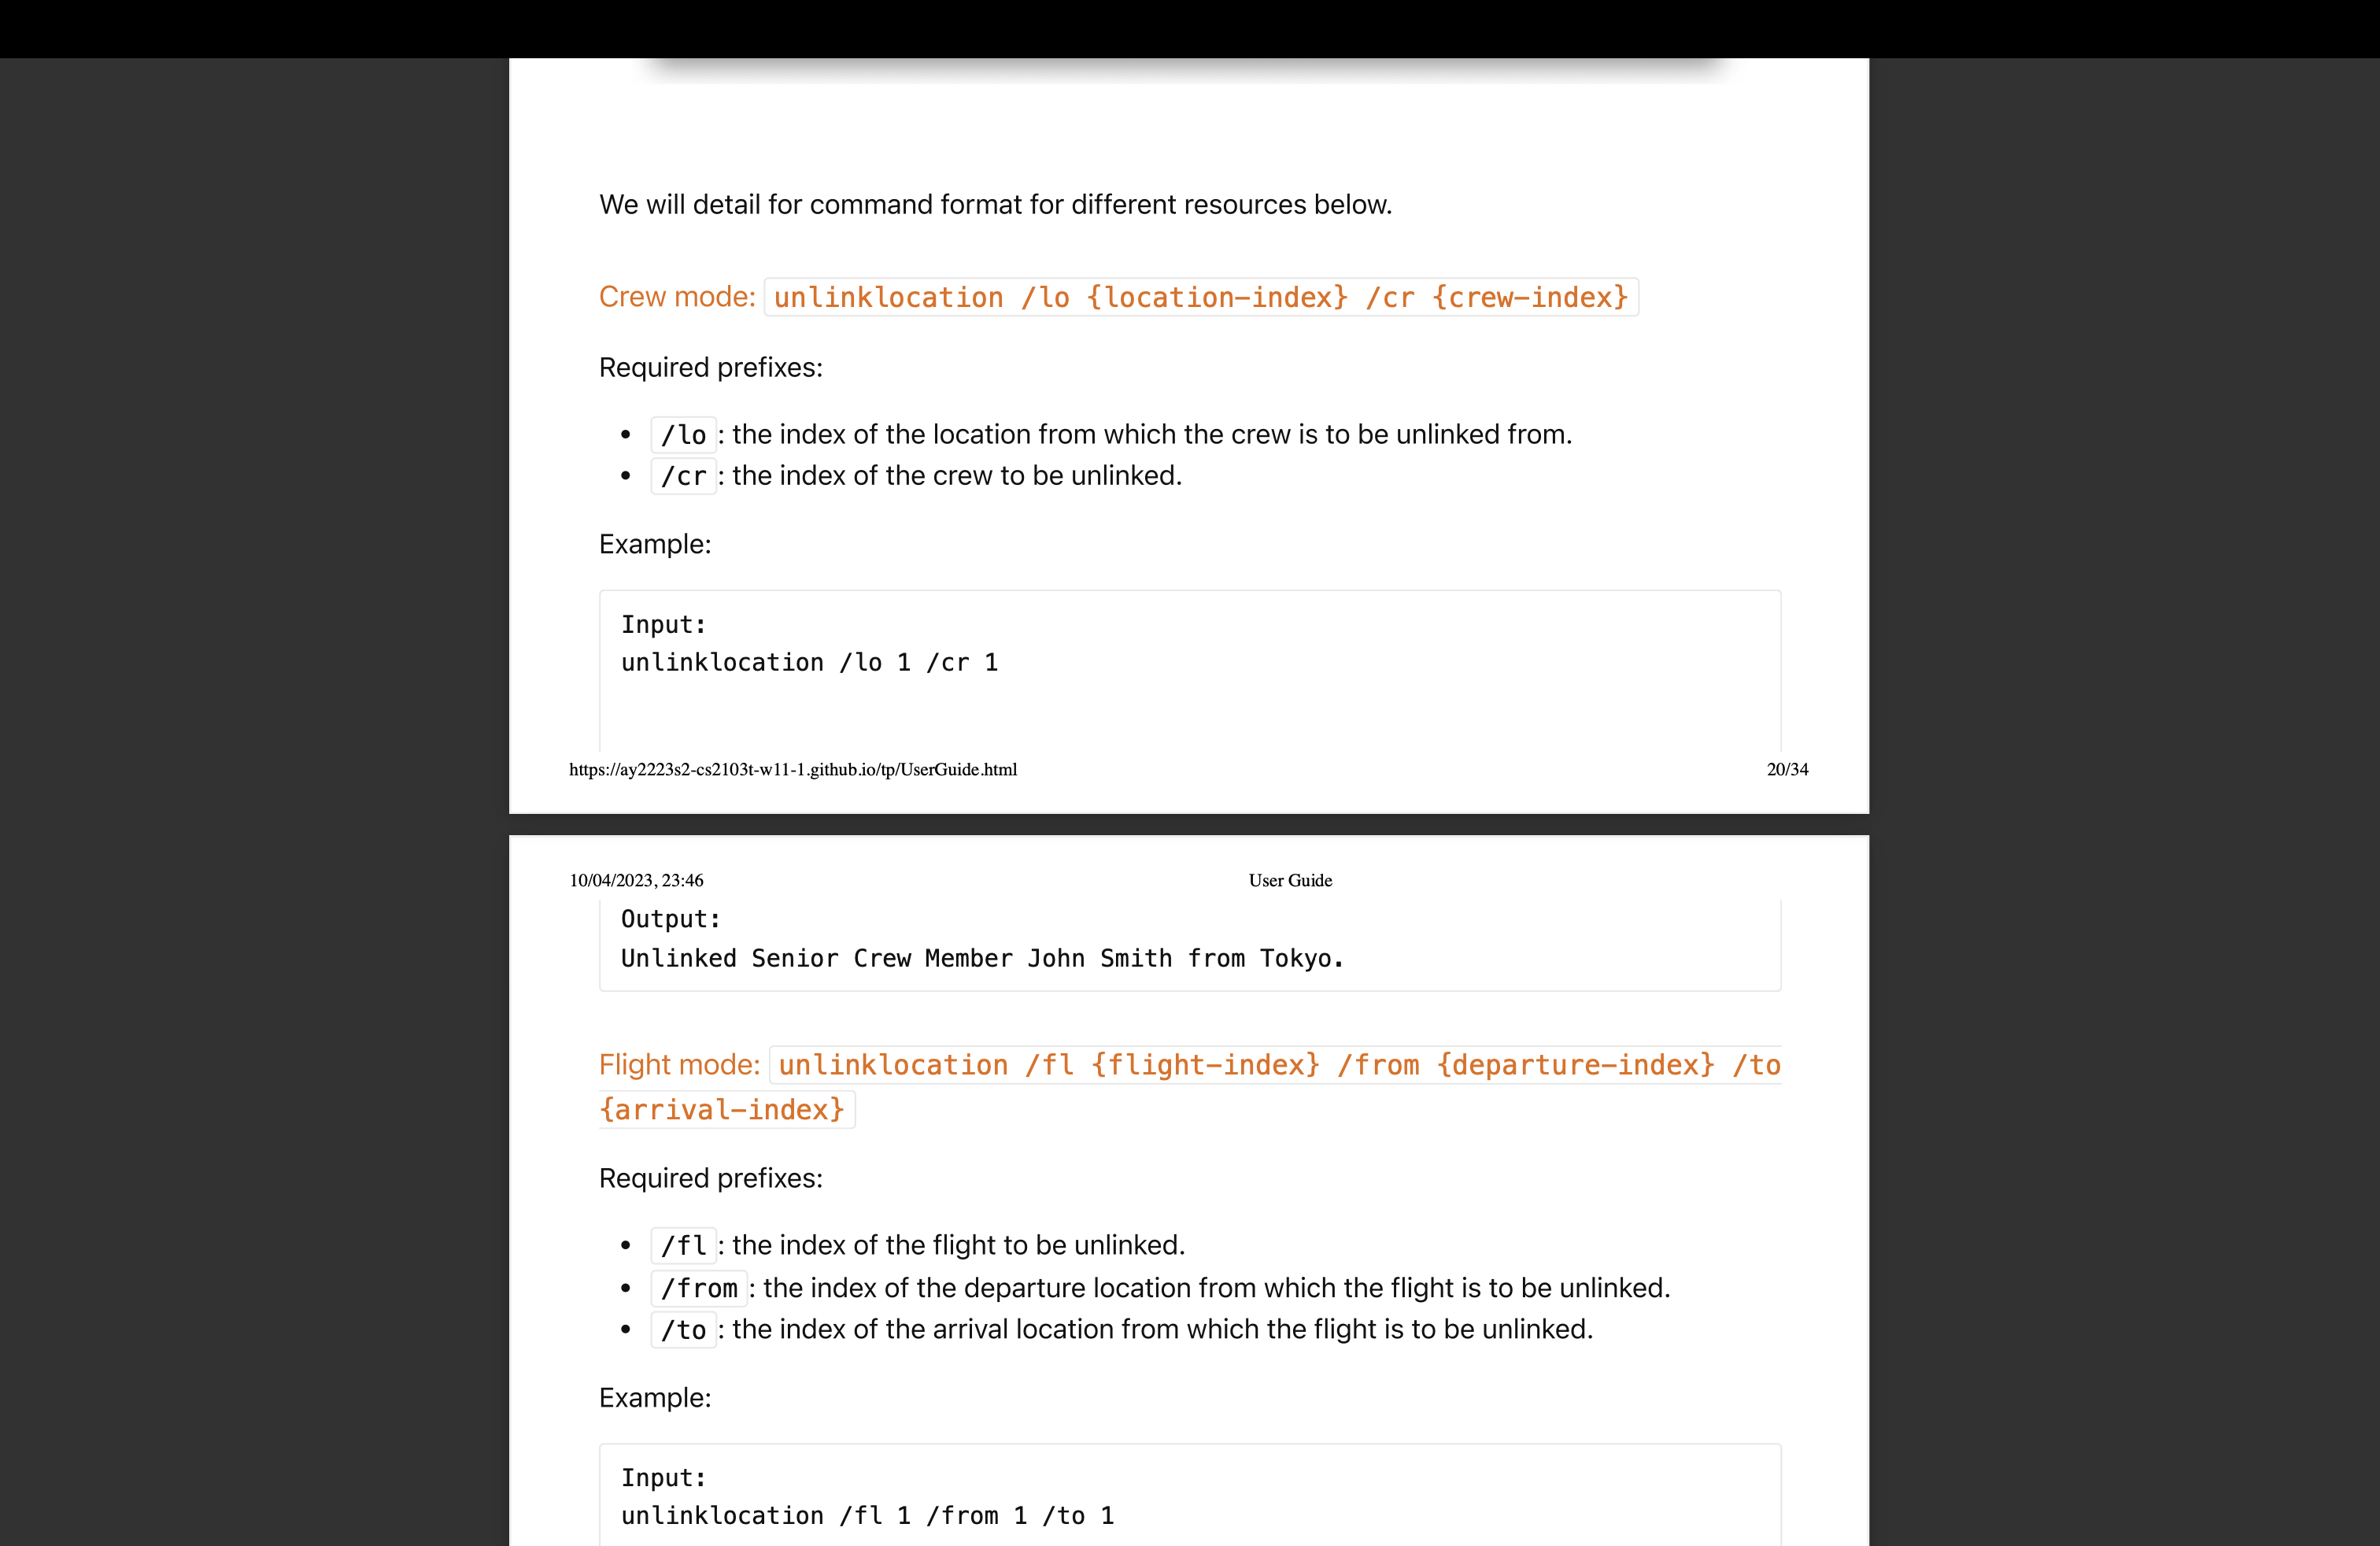 We will detail for command format for different resources below.
Crew mode: unlinklocation /lo {location-index} /cr {crew-index}
Required prefixes:
• /lo : the index of the location from which the crew is to be unlinked from.
• /cr : the index of the crew to be unlinked.
Example:
Input:
unlinklocation /lo 1 /cr 1
https://ay2223s2-cs2103t-w11-1.github.io/tp/UserGuide.html 20/34
10/04/2023, 23:46 User Guide
Output:
Unlinked Senior Crew Member John Smith from Tokyo.
Flight mode: unlinklocation /fl {flight-index} /from {departure-index} /to
{arrival-index}
Required prefixes:
• /fl : the index of the flight to be unlinked.
• /from : the index of the departure location from which the flight is to be unlinked.
• /to : the index of the arrival location from which the flight is to be unlinked.
Example:
Input:
unlinklocation /fl 1 /from 1 /to 1